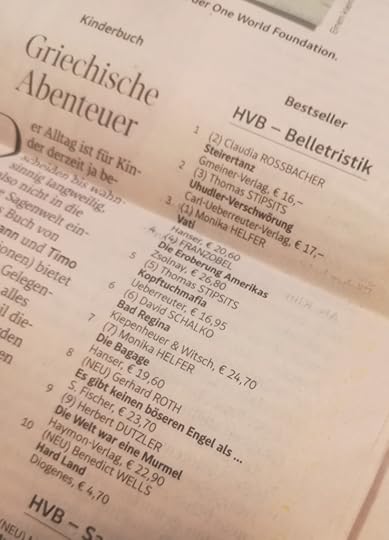 der One World Foundation.
Kinderbuch
Griechische
Abenteuer
er Alltag ist für Kin-
der derzeit ja be-
scheiden bis wahn-
sinnig langweilig,
also nicht in die
Sagenwelt ein-
s Buch von
ann und Timo
ionen) bietet
Gelegen-
alles
il die-
den
en
Bestseller
HVB – Belletristik
1 (2) Claudia ROSSBACHER
Steirertanz
Gmeiner-Verlag, € 16,–
2 (3) Thomas STIPSITS
Uhudler-Verschwörung
Carl-Ueberreuter-Verlag, € 17,–
3 (1) Monika HELFER
Vati
Hanser, € 20,60
(4) FRANZOBEL
Die Eroberung Amerikas
Zsolnay, € 26,80
5 (5) Thomas STIPSITS
Kopftuchmafia
Ueberreuter, € 16,95
6 (6) David SCHALKO
Bad Regina
Kiepenheuer & Witsch, € 24,70
7 (7) Monika HELFER
Die Bagage
Hanser, € 19,60
8 (NEU) Gerhard ROTH
Es gibt keinen böseren Engel als ...
S. Fischer, € 23,70
9 (9) Herbert DUTZLER
Die Welt war eine Murmel
Haymon-Verlag, € 22,90
10 (NEU) Benedict WELLS
Hard Land
Diogenes, € 4,70
HVB – Sa
(NEU)